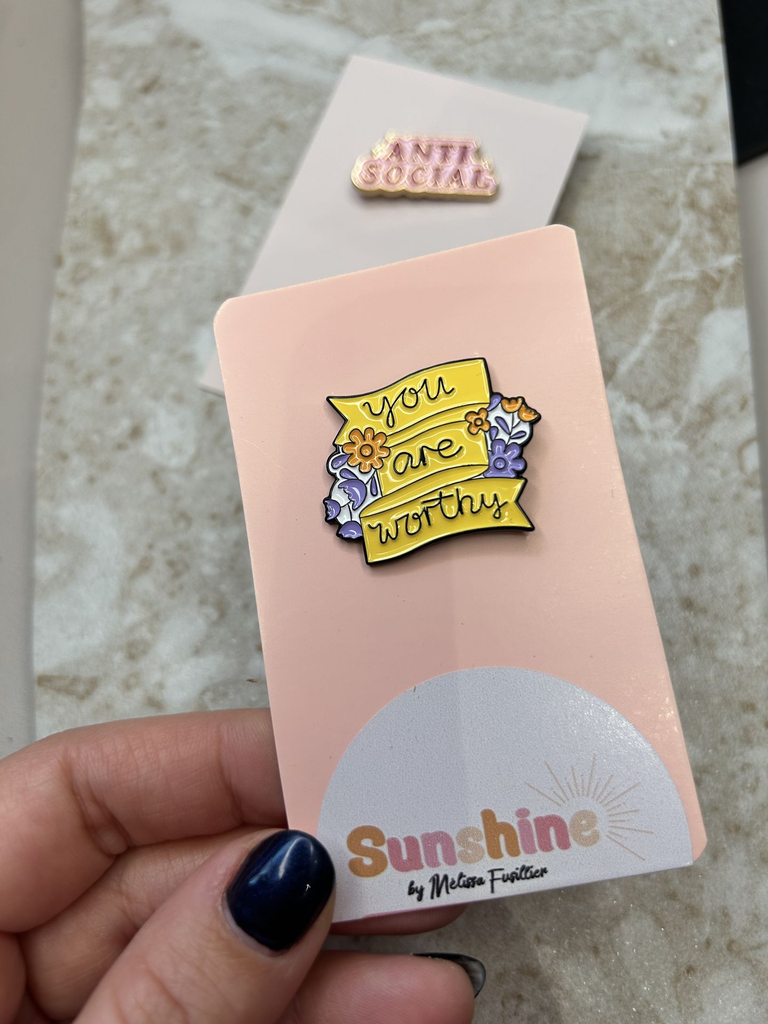 ANTI
SOCIAL
you
are
worthy
Sunshine
by Mélissa Fusillier